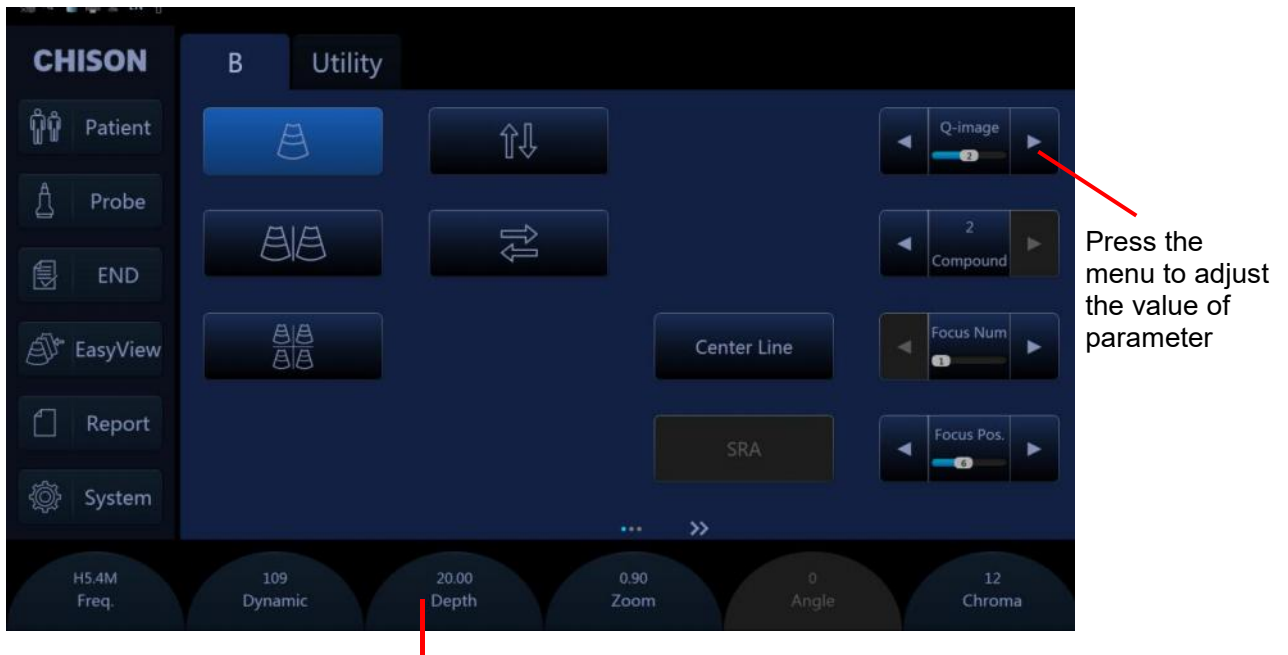 CHISON
B
Utility
Patient
Probe
END
EasyView
Report
System
Center Line
SRA
Q-image
2
2
Compound
Focus Num
1
Focus Pos.
6
Press the
menu to adjust
the value of
parameter
H5.4M
Freq.
109
Dynamic
20.00
Depth
0.90
Zoom
0
Angle
12
Chroma